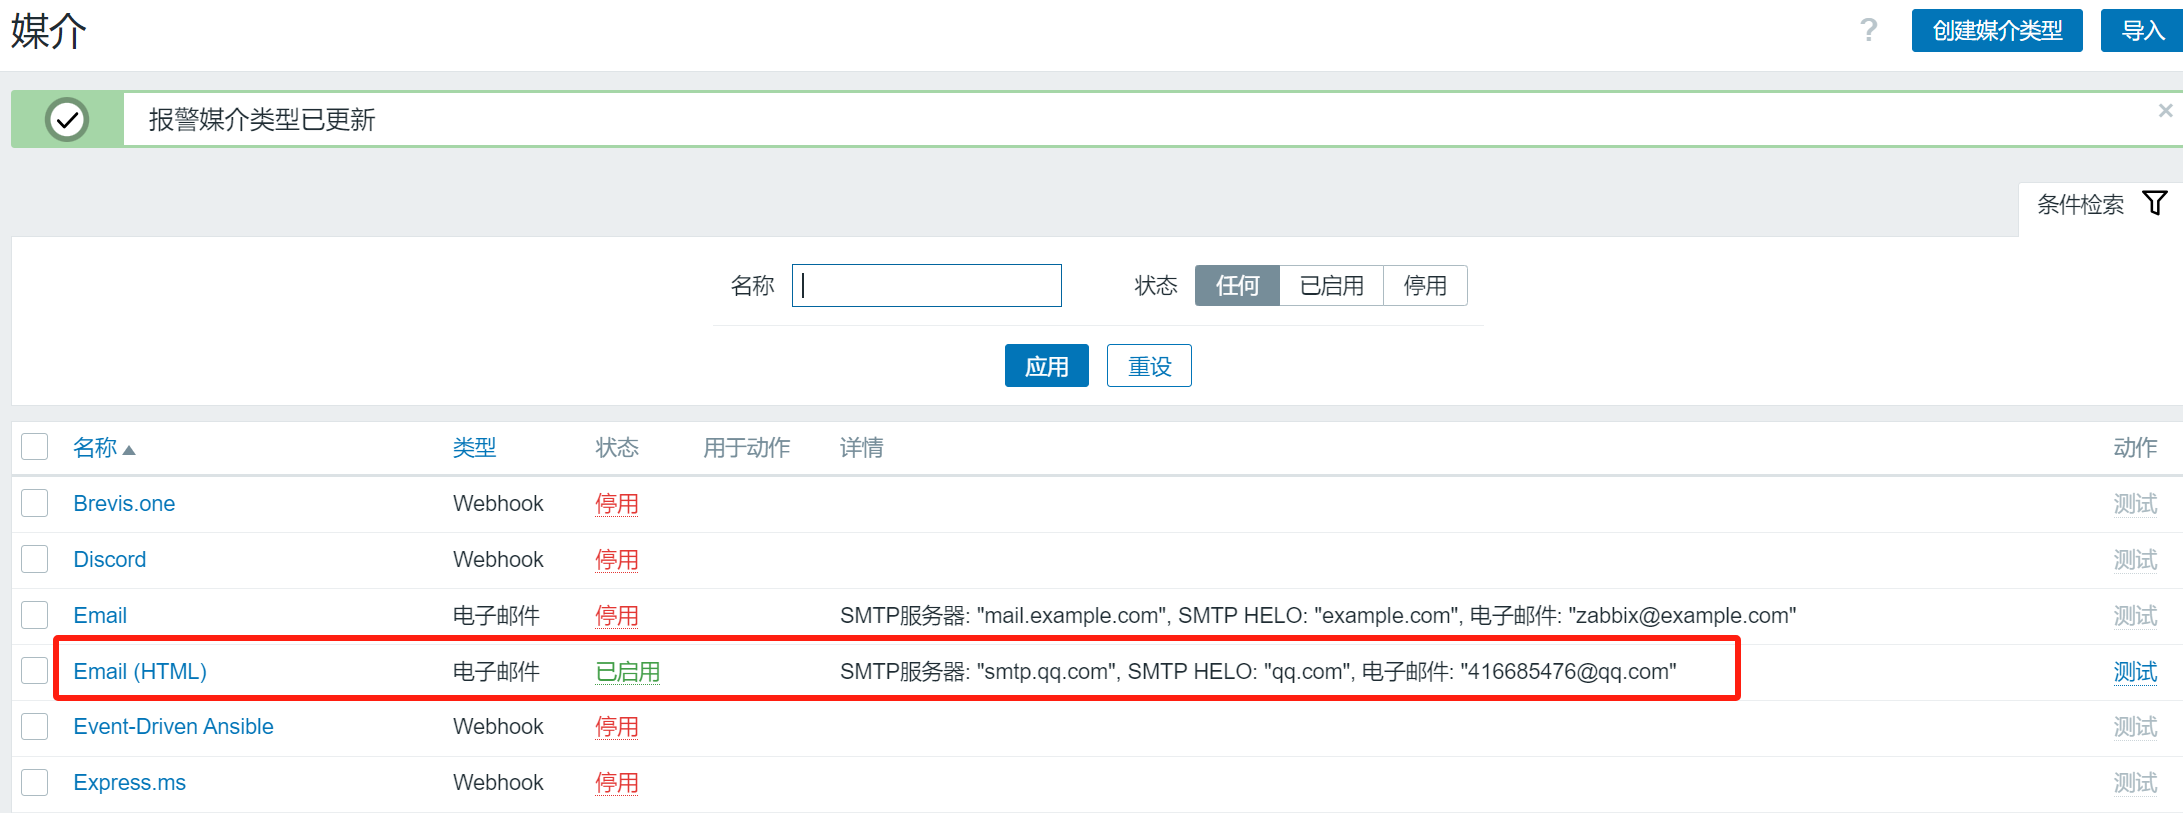 媒介
? 创建媒介类型 导入
报警媒介类型已更新 ×
条件检索
名称 状态 任何 已启用 停用
应用 重设
名称 类型 状态 用于动作 详情 动作
Brevis.one Webhook 停用 测试
Discord Webhook 停用 测试
Email 电子邮件 停用 SMTP服务器: "mail.example.com", SMTP HELO: "example.com", 电子邮件: "zabbix@example.com" 测试
Email (HTML) 电子邮件 已启用 SMTP服务器: "smtp.qq.com", SMTP HELO: "qq.com", 电子邮件: "416685476@qq.com" 测试
Event-Driven Ansible Webhook 停用 测试
Express.ms Webhook 停用 测试